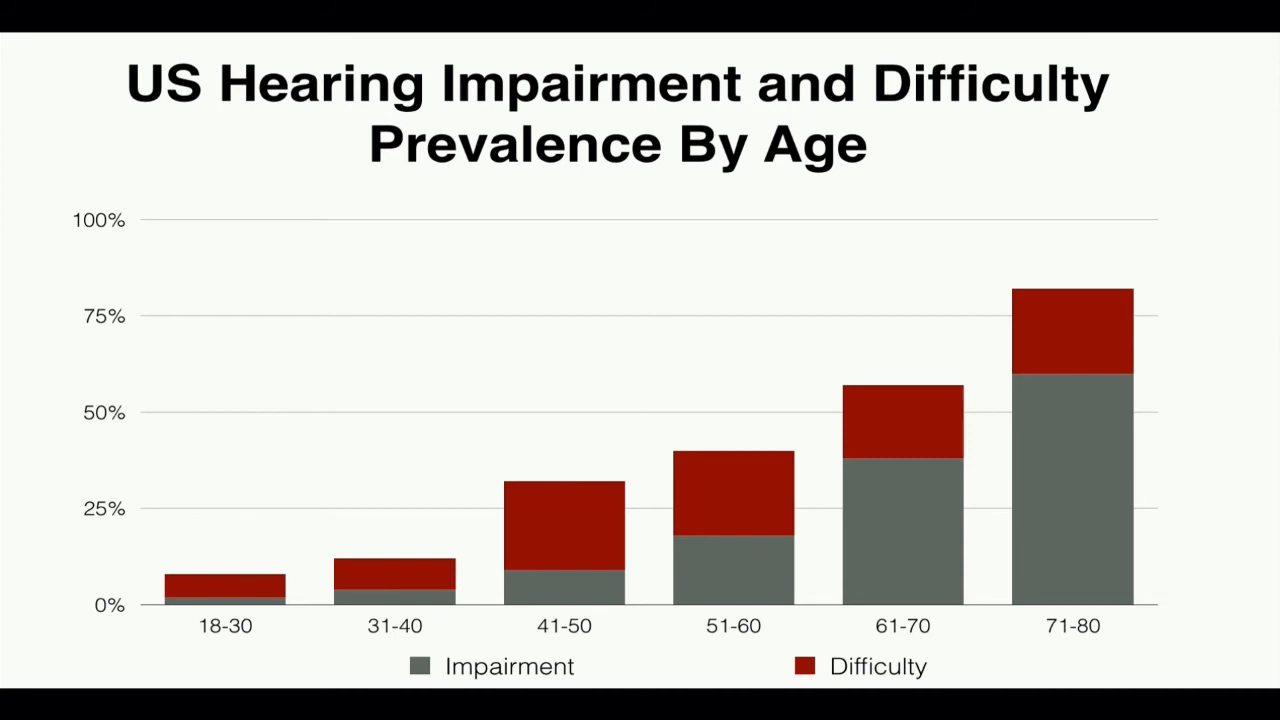 US Hearing Impairment and Difficulty
Prevalence By Age
100%
75%
50%
25%
0%
18-30
31-40
41-50
51-60
61-70
71-80
Impairment
Difficulty